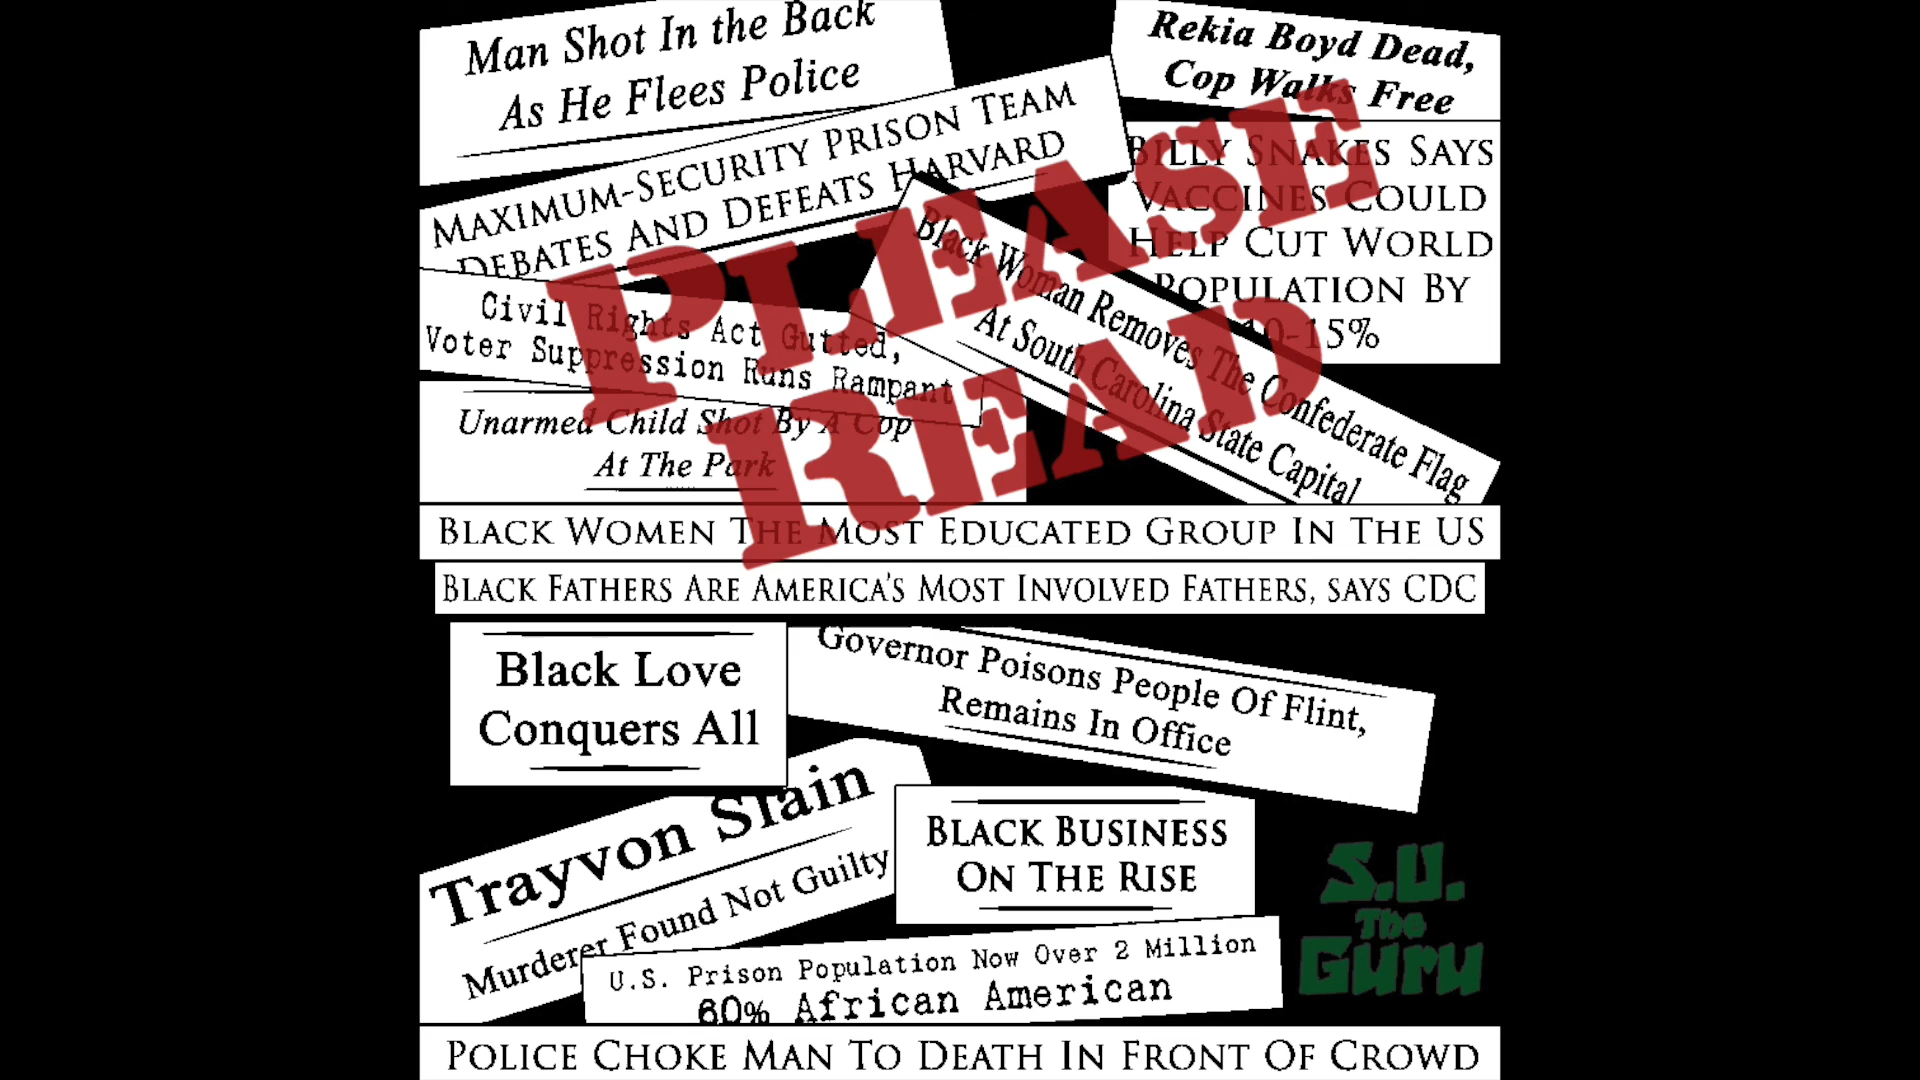 Man Shot In the Back
As He Flees Police
Rekia Boyd Dead,
Cop Walks Free
Maximum-Security Prison Team
Debates And Defeats Harvard
Billy Snakes Says
Vaccines Could
Help Cut World
Population By
10-15%
Black Woman Removes The Confederate Flag
At South Carolina State Capital
Civil Rights Act Gutted,
Voter Suppression Runs Rampant
Unarmed Child Shot By A Cop
At The Park
PLEASE
READ
Black Women The Most Educated Group In The US
Black Fathers Are America's Most Involved Fathers, says CDC
Black Love
Conquers All
Governor Poisons People Of Flint,
Remains In Office
Trayvon Slain
Murderer Found Not Guilty
Black Business
On The Rise
U.S. Prison Population Now Over 2 Million
60% African American
S.U.
The
Guru
Police Choke Man To Death In Front Of Crowd